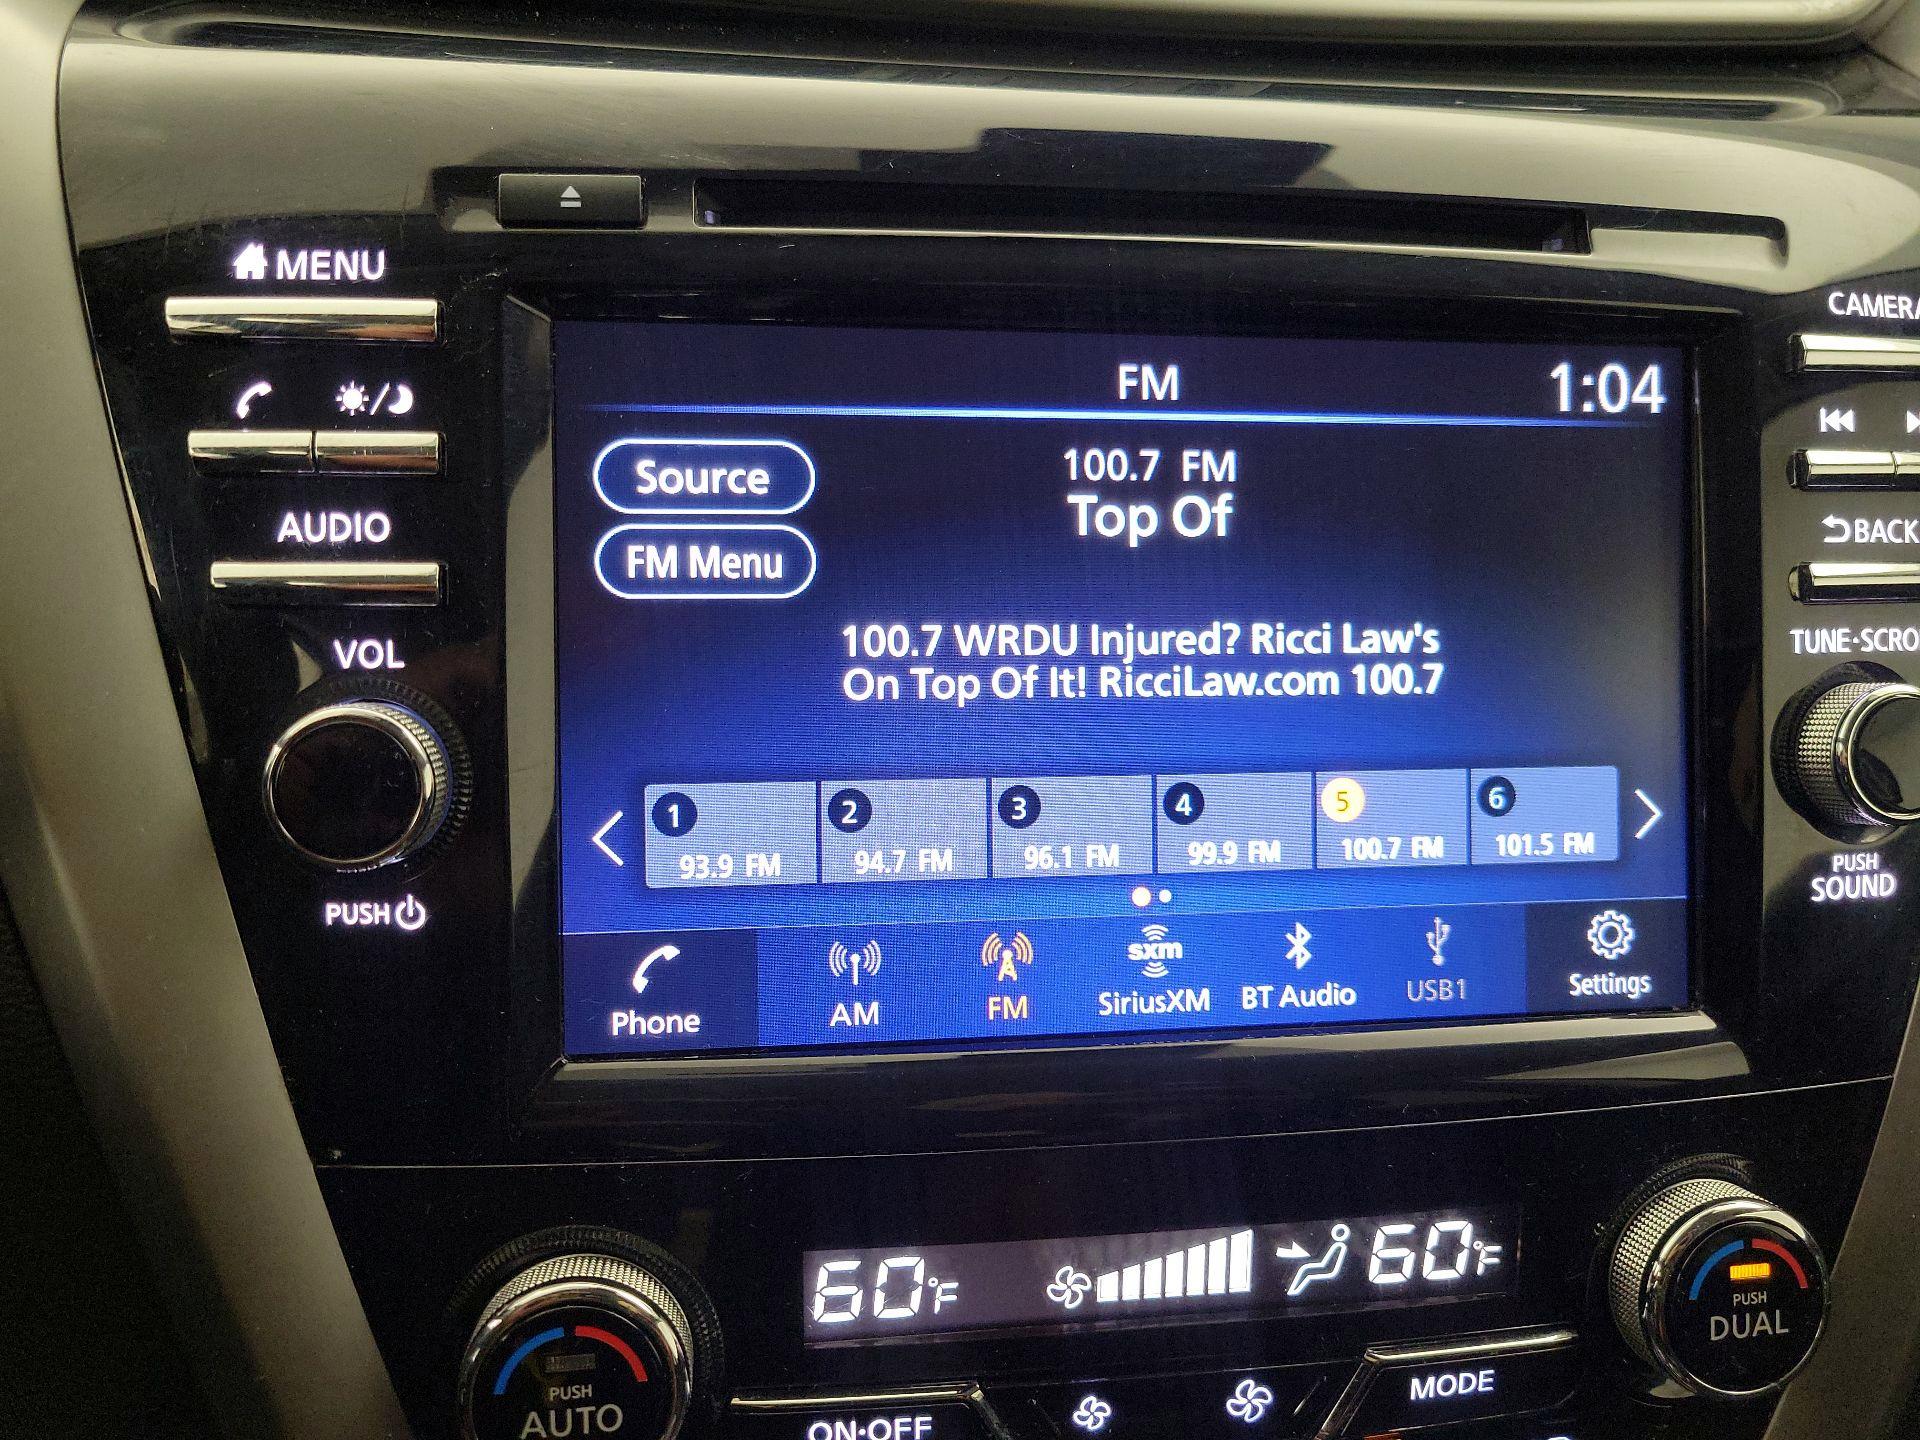 MENU
CAMERA
FM
1:04
Source
100.7 FM
Top Of
FM Menu
AUDIO
BACK
100.7 WRDU Injured? Ricci Law's
On Top Of It! RicciLaw.com 100.7
VOL
TUNE·SCRO
1
2
3
4
5
6
93.9 FM
94.7 FM
96.1 FM
99.9 FM
100.7 FM
101.5 FM
PUSH
PUSH
SOUND
Phone
AM
FM
sxm
SiriusXM
BT Audio
USB1
Settings
60°F
60°F
PUSH
DUAL
PUSH
AUTO
ON·OFF
MODE